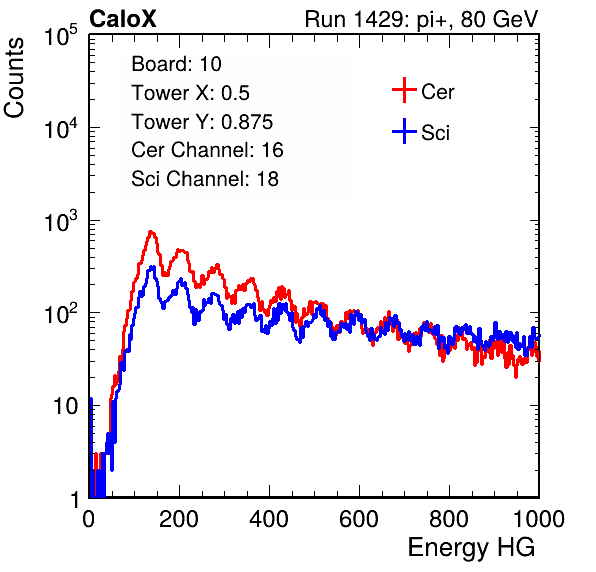 CaloX
Run 1429: pi+, 80 GeV
Counts
10^5
10^4
10^3
10^2
10
1
Board: 10
Tower X: 0.5
Tower Y: 0.875
Cer Channel: 16
Sci Channel: 18
Cer
Sci
0 200 400 600 800 1000
Energy HG